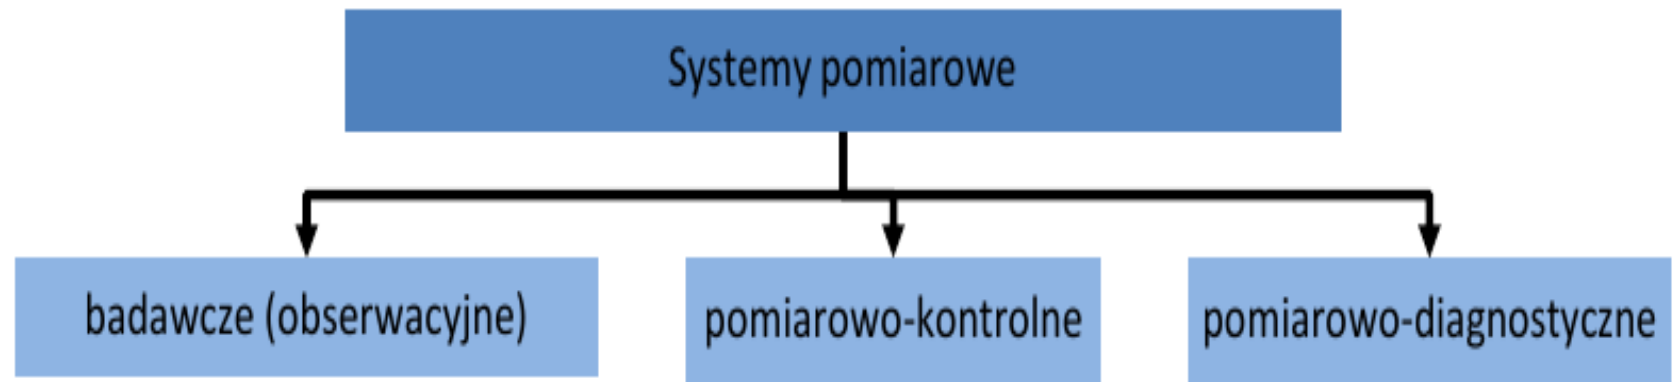 Systemy pomiarowe
badawcze (obserwacyjne)
pomiarowo-kontrolne
pomiarowo-diagnostyczne